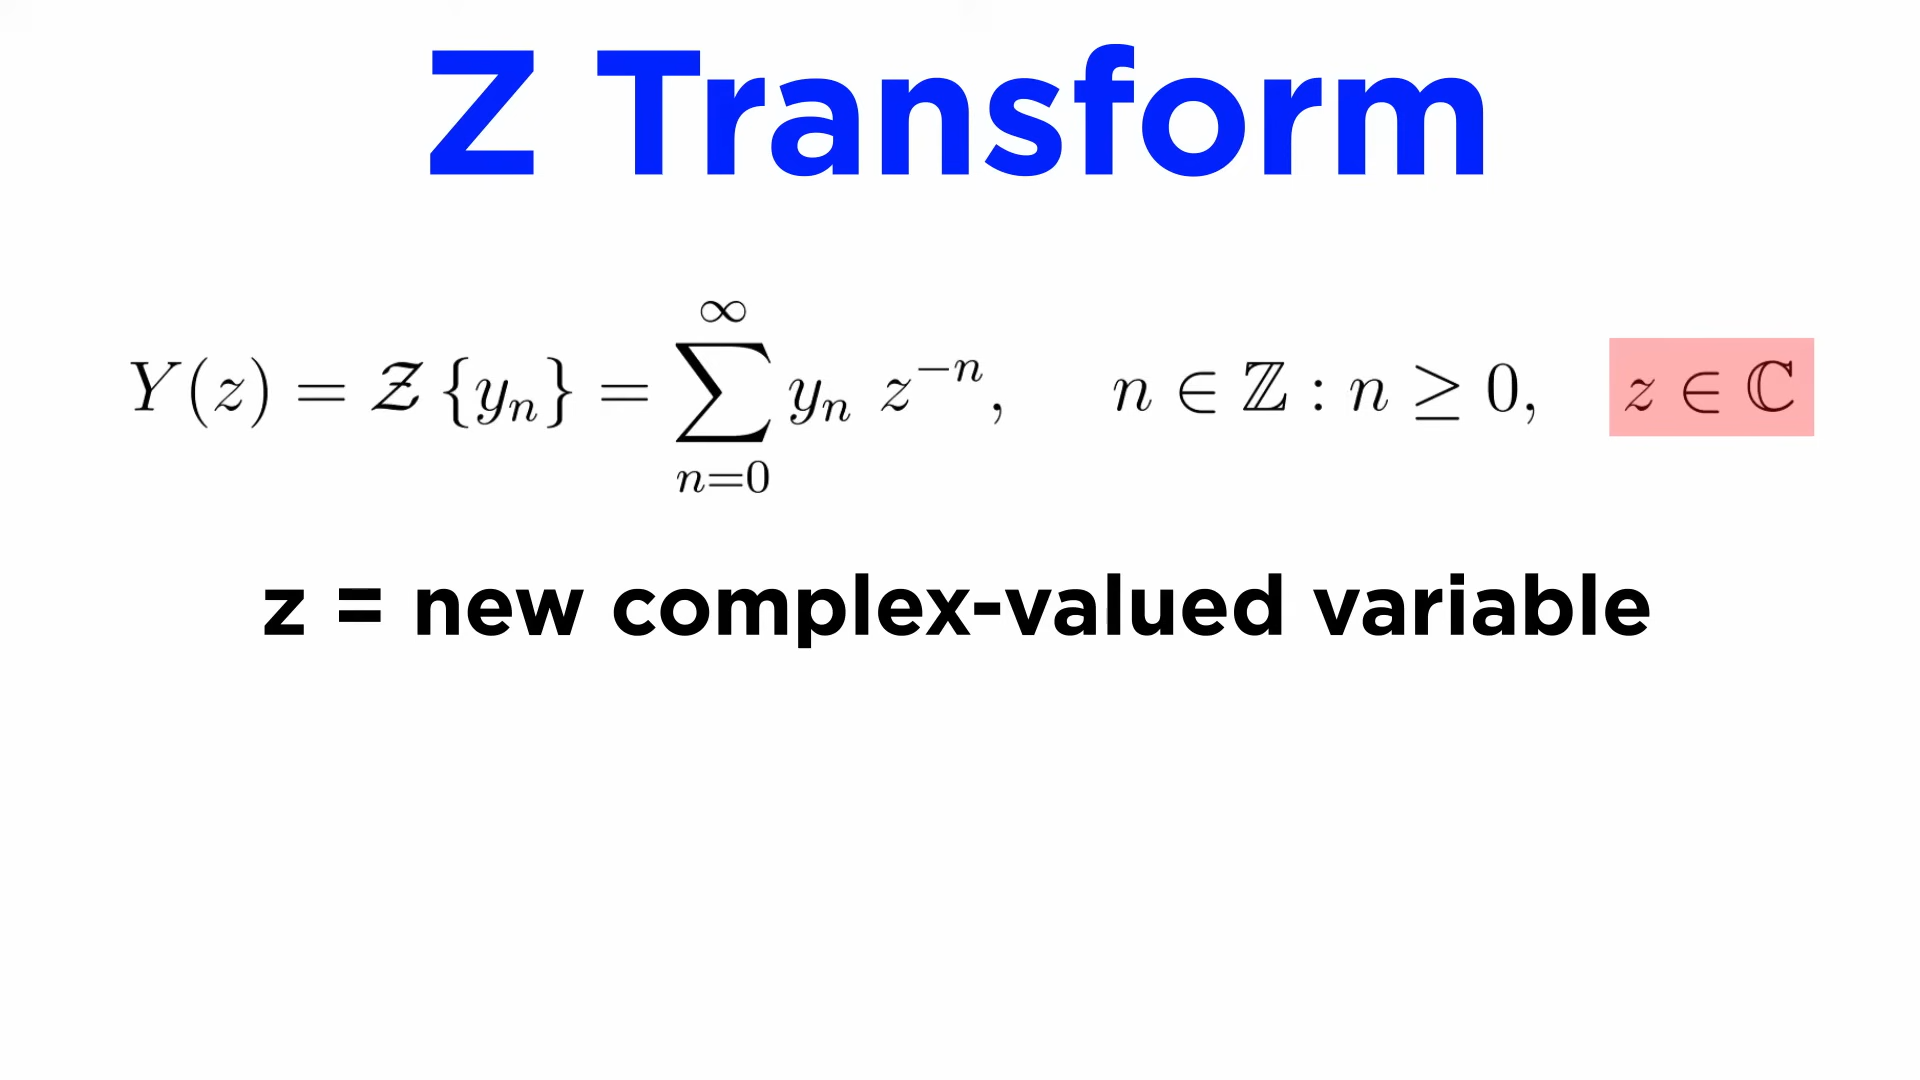 Z Transform
Y(z) = 𝒵 {yₙ} = ∑_{n=0}^{∞} yₙ z⁻ⁿ, n ∈ ℤ : n ≥ 0, z ∈ ℂ
z = new complex-valued variable